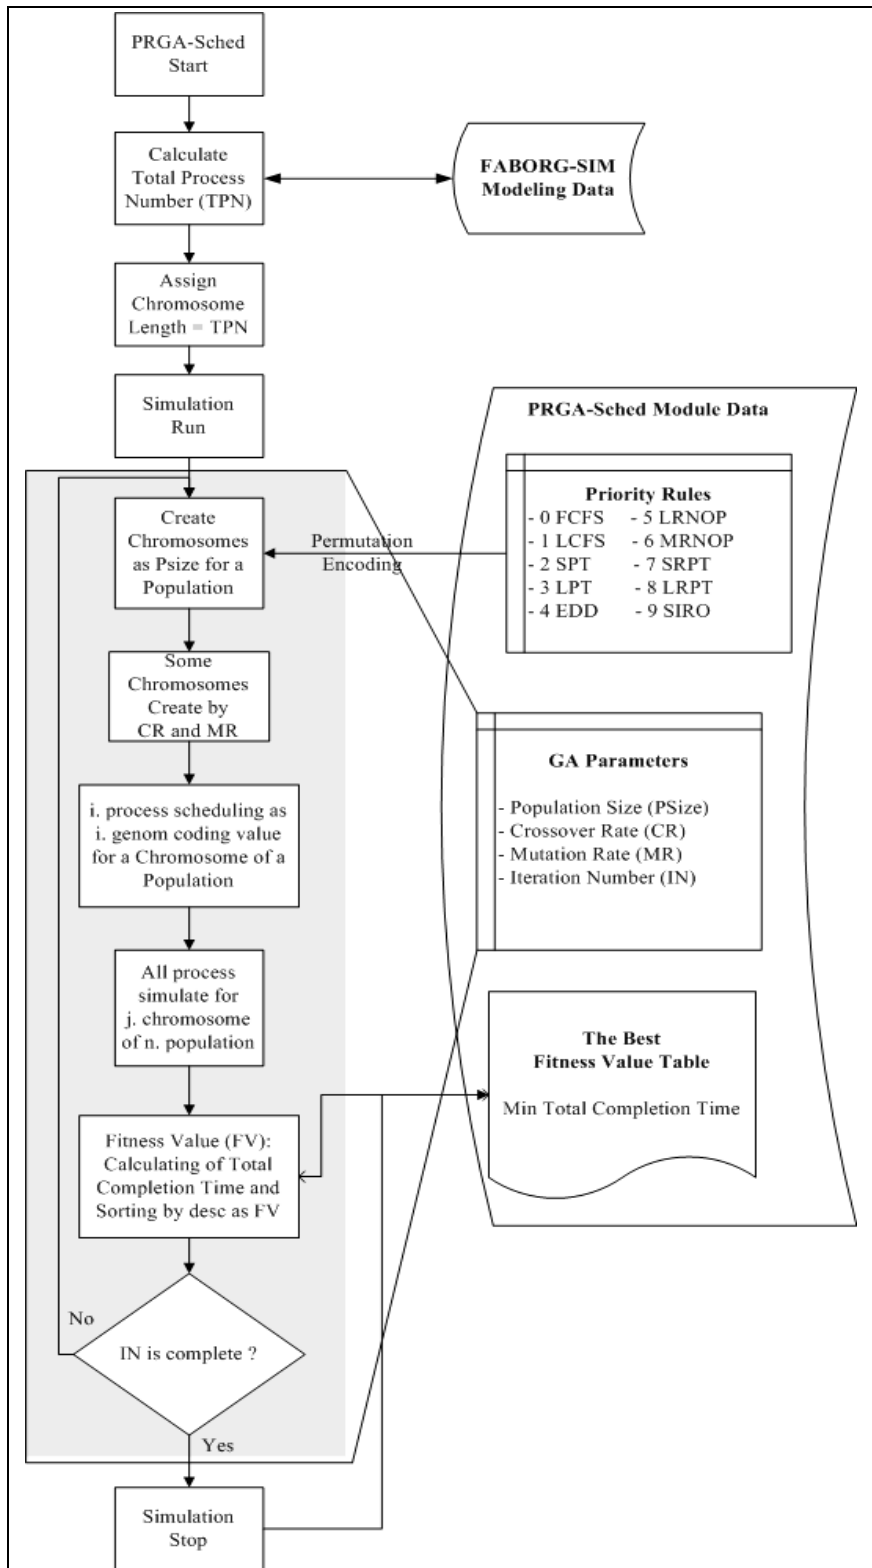 PRGA-Sched
Start
Calculate
Total Process
Number (TPN)
FABORG-SIM
Modeling Data
Assign
Chromosome
Length = TPN
Simulation
Run
PRGA-Sched Module Data
Priority Rules
- 0 FCFS - 5 LRNOP
- 1 LCFS - 6 MRNOP
- 2 SPT - 7 SRPT
- 3 LPT - 8 LRPT
- 4 EDD - 9 SIRO
Permutation
Encoding
Create
Chromosomes
as Psize for a
Population
Some
Chromosomes
Create by
CR and MR
GA Parameters
- Population Size (PSize)
- Crossover Rate (CR)
- Mutation Rate (MR)
- Iteration Number (IN)
i. process scheduling as
i. genom coding value
for a Chromosome of a
Population
All process
simulate for
j. chromosome
of n. population
The Best
Fitness Value Table
Min Total Completion Time
Fitness Value (FV):
Calculating of Total
Completion Time and
Sorting by desc as FV
No
IN is complete ?
Yes
Simulation
Stop